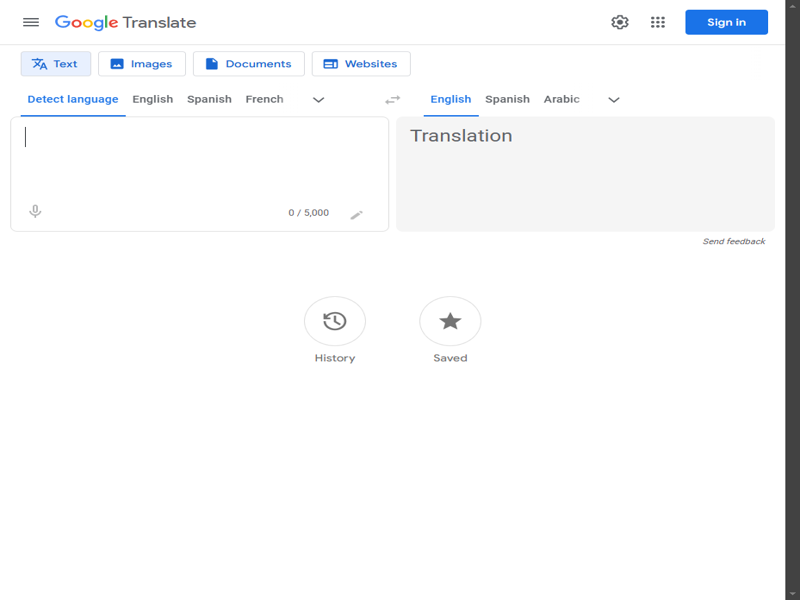 Google Translate
Sign in
Text
Images
Documents
Websites
Detect language
English
Spanish
French
English
Spanish
Arabic
Translation
0 / 5,000
Send feedback
History
Saved